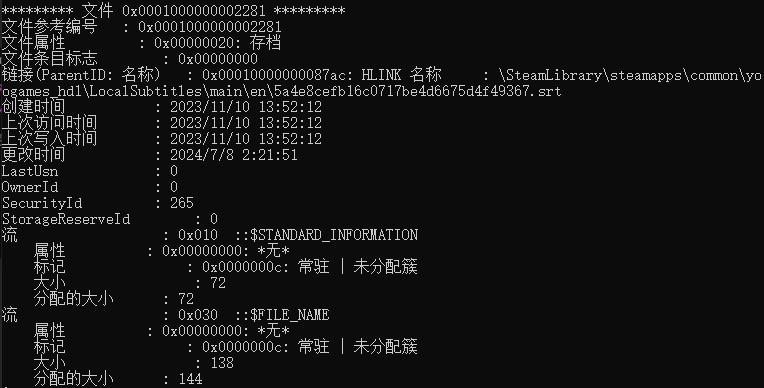 ********* 文件 0x0001000000002281 *********
文件参考编号   : 0x0001000000002281
文件属性         : 0x00000020: 存档
文件条目标志      : 0x00000000
链接(ParentID: 名称)   : 0x00010000000087ac: HLINK 名称     : \SteamLibrary\steamapps\common\yo
ogames_hd1\LocalSubtitles\main\en\5a4e8cefb16c0717be4d6675d4f49367.srt
创建时间            : 2023/11/10 13:52:12
上次访问时间        : 2023/11/10 13:52:12
上次写入时间        : 2023/11/10 13:52:12
更改时间            : 2024/7/8 2:21:51
LastUsn             : 0
OwnerId             : 0
SecurityId          : 265
StorageReserveId         : 0
流                   : 0x010  ::$STANDARD_INFORMATION
    属性           : 0x00000000: *无*
    标记                : 0x0000000c: 常驻 | 未分配簇
    大小                : 72
    分配的大小      : 72
流                   : 0x030  ::$FILE_NAME
    属性           : 0x00000000: *无*
    标记                : 0x0000000c: 常驻 | 未分配簇
    大小                : 138
    分配的大小      : 144